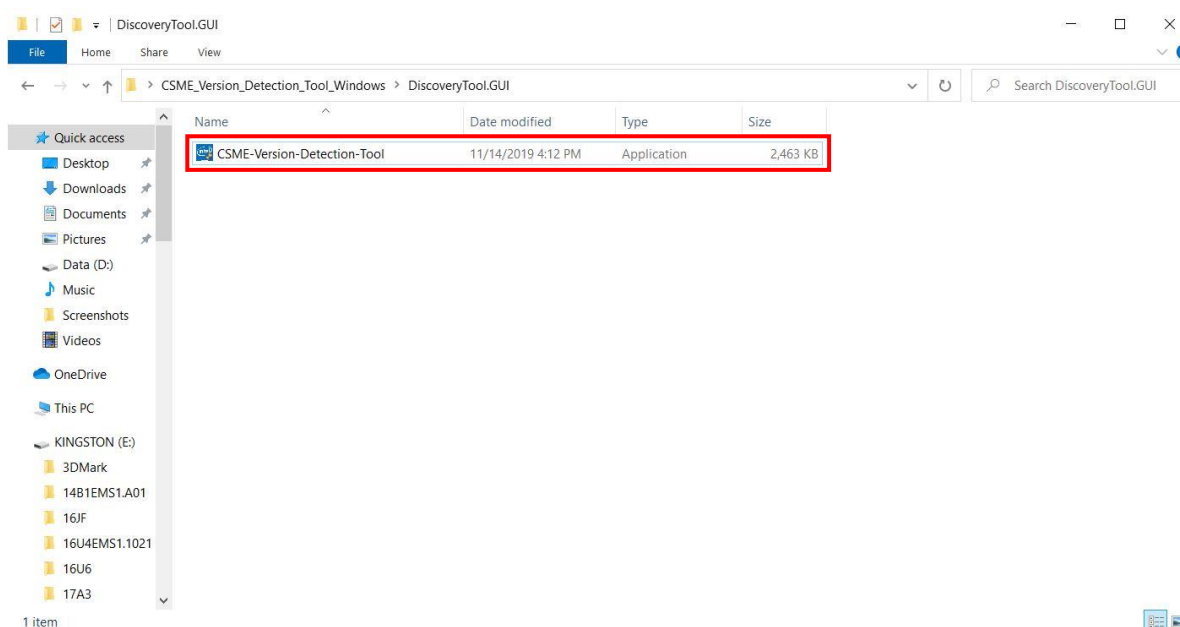 DiscoveryTool.GUI
File Home Share View
CSME_Version_Detection_Tool_Windows > DiscoveryTool.GUI
Search DiscoveryTool.GUI
Name Date modified Type Size
CSME-Version-Detection-Tool 11/14/2019 4:12 PM Application 2,463 KB
Quick access
Desktop
Downloads
Documents
Pictures
Data (D:)
Music
Screenshots
Videos
OneDrive
This PC
KINGSTON (E:)
3DMark
14B1EMS1.A01
16JF
16U4EMS1.1021
16U6
17A3
1 item